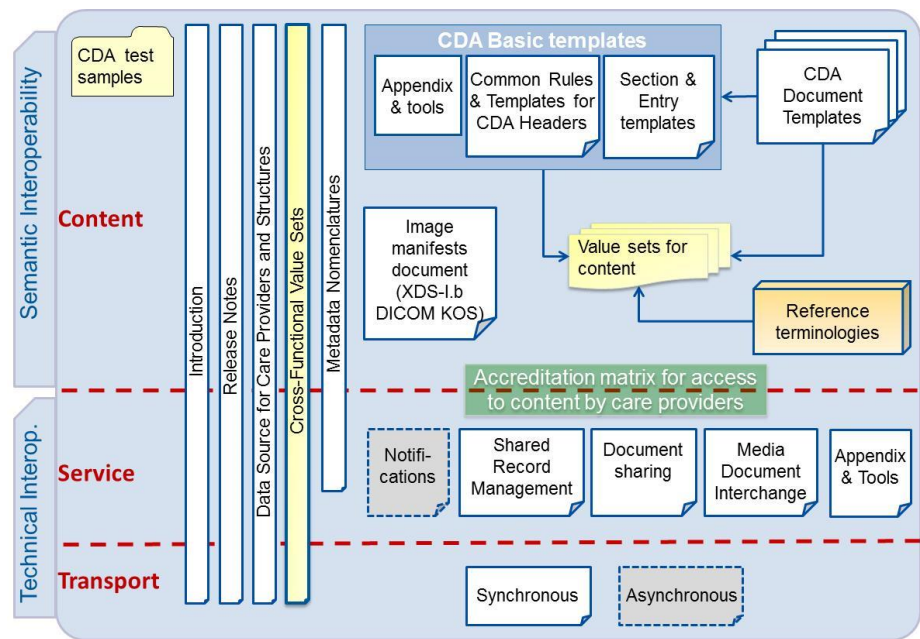 Semantic Interoperability
Technical Interop.
CDA test
samples
Content
Service
Transport
Introduction
Release Notes
Data Source for Care Providers and Structures
Cross-Functional Value Sets
Metadata Nomenclatures
CDA Basic templates
Appendix
& tools
Common Rules
& Templates for
CDA Headers
Section &
Entry
templates
CDA
Document
Templates
Image
manifests
document
(XDS-I.b
DICOM KOS)
Value sets for
content
Reference
terminologies
Accreditation matrix for access
to content by care providers
Notifi-
cations
Shared
Record
Management
Document
sharing
Media
Document
Interchange
Appendix
& Tools
Synchronous
Asynchronous